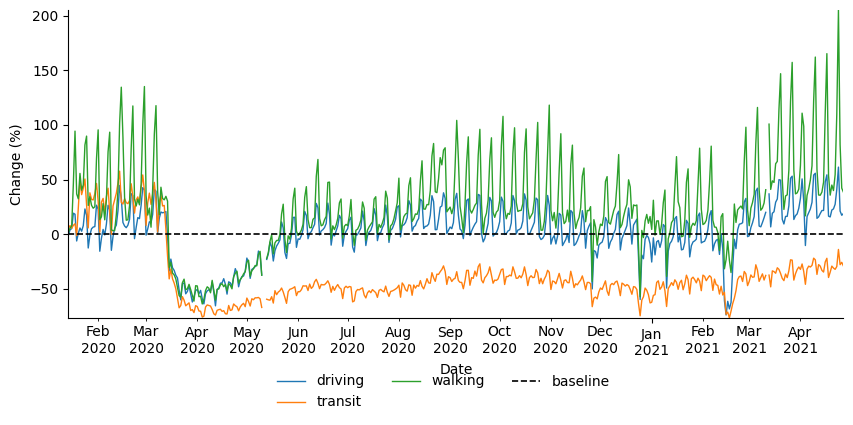 200
150
100
50
0
−50
Change (%)
Feb
2020
Mar
2020
Apr
2020
May
2020
Jun
2020
Jul
2020
Aug
2020
Sep
2020
Oct
2020
Nov
2020
Dec
2020
Jan
2021
Feb
2021
Mar
2021
Apr
2021
Date
driving
transit
walking
baseline